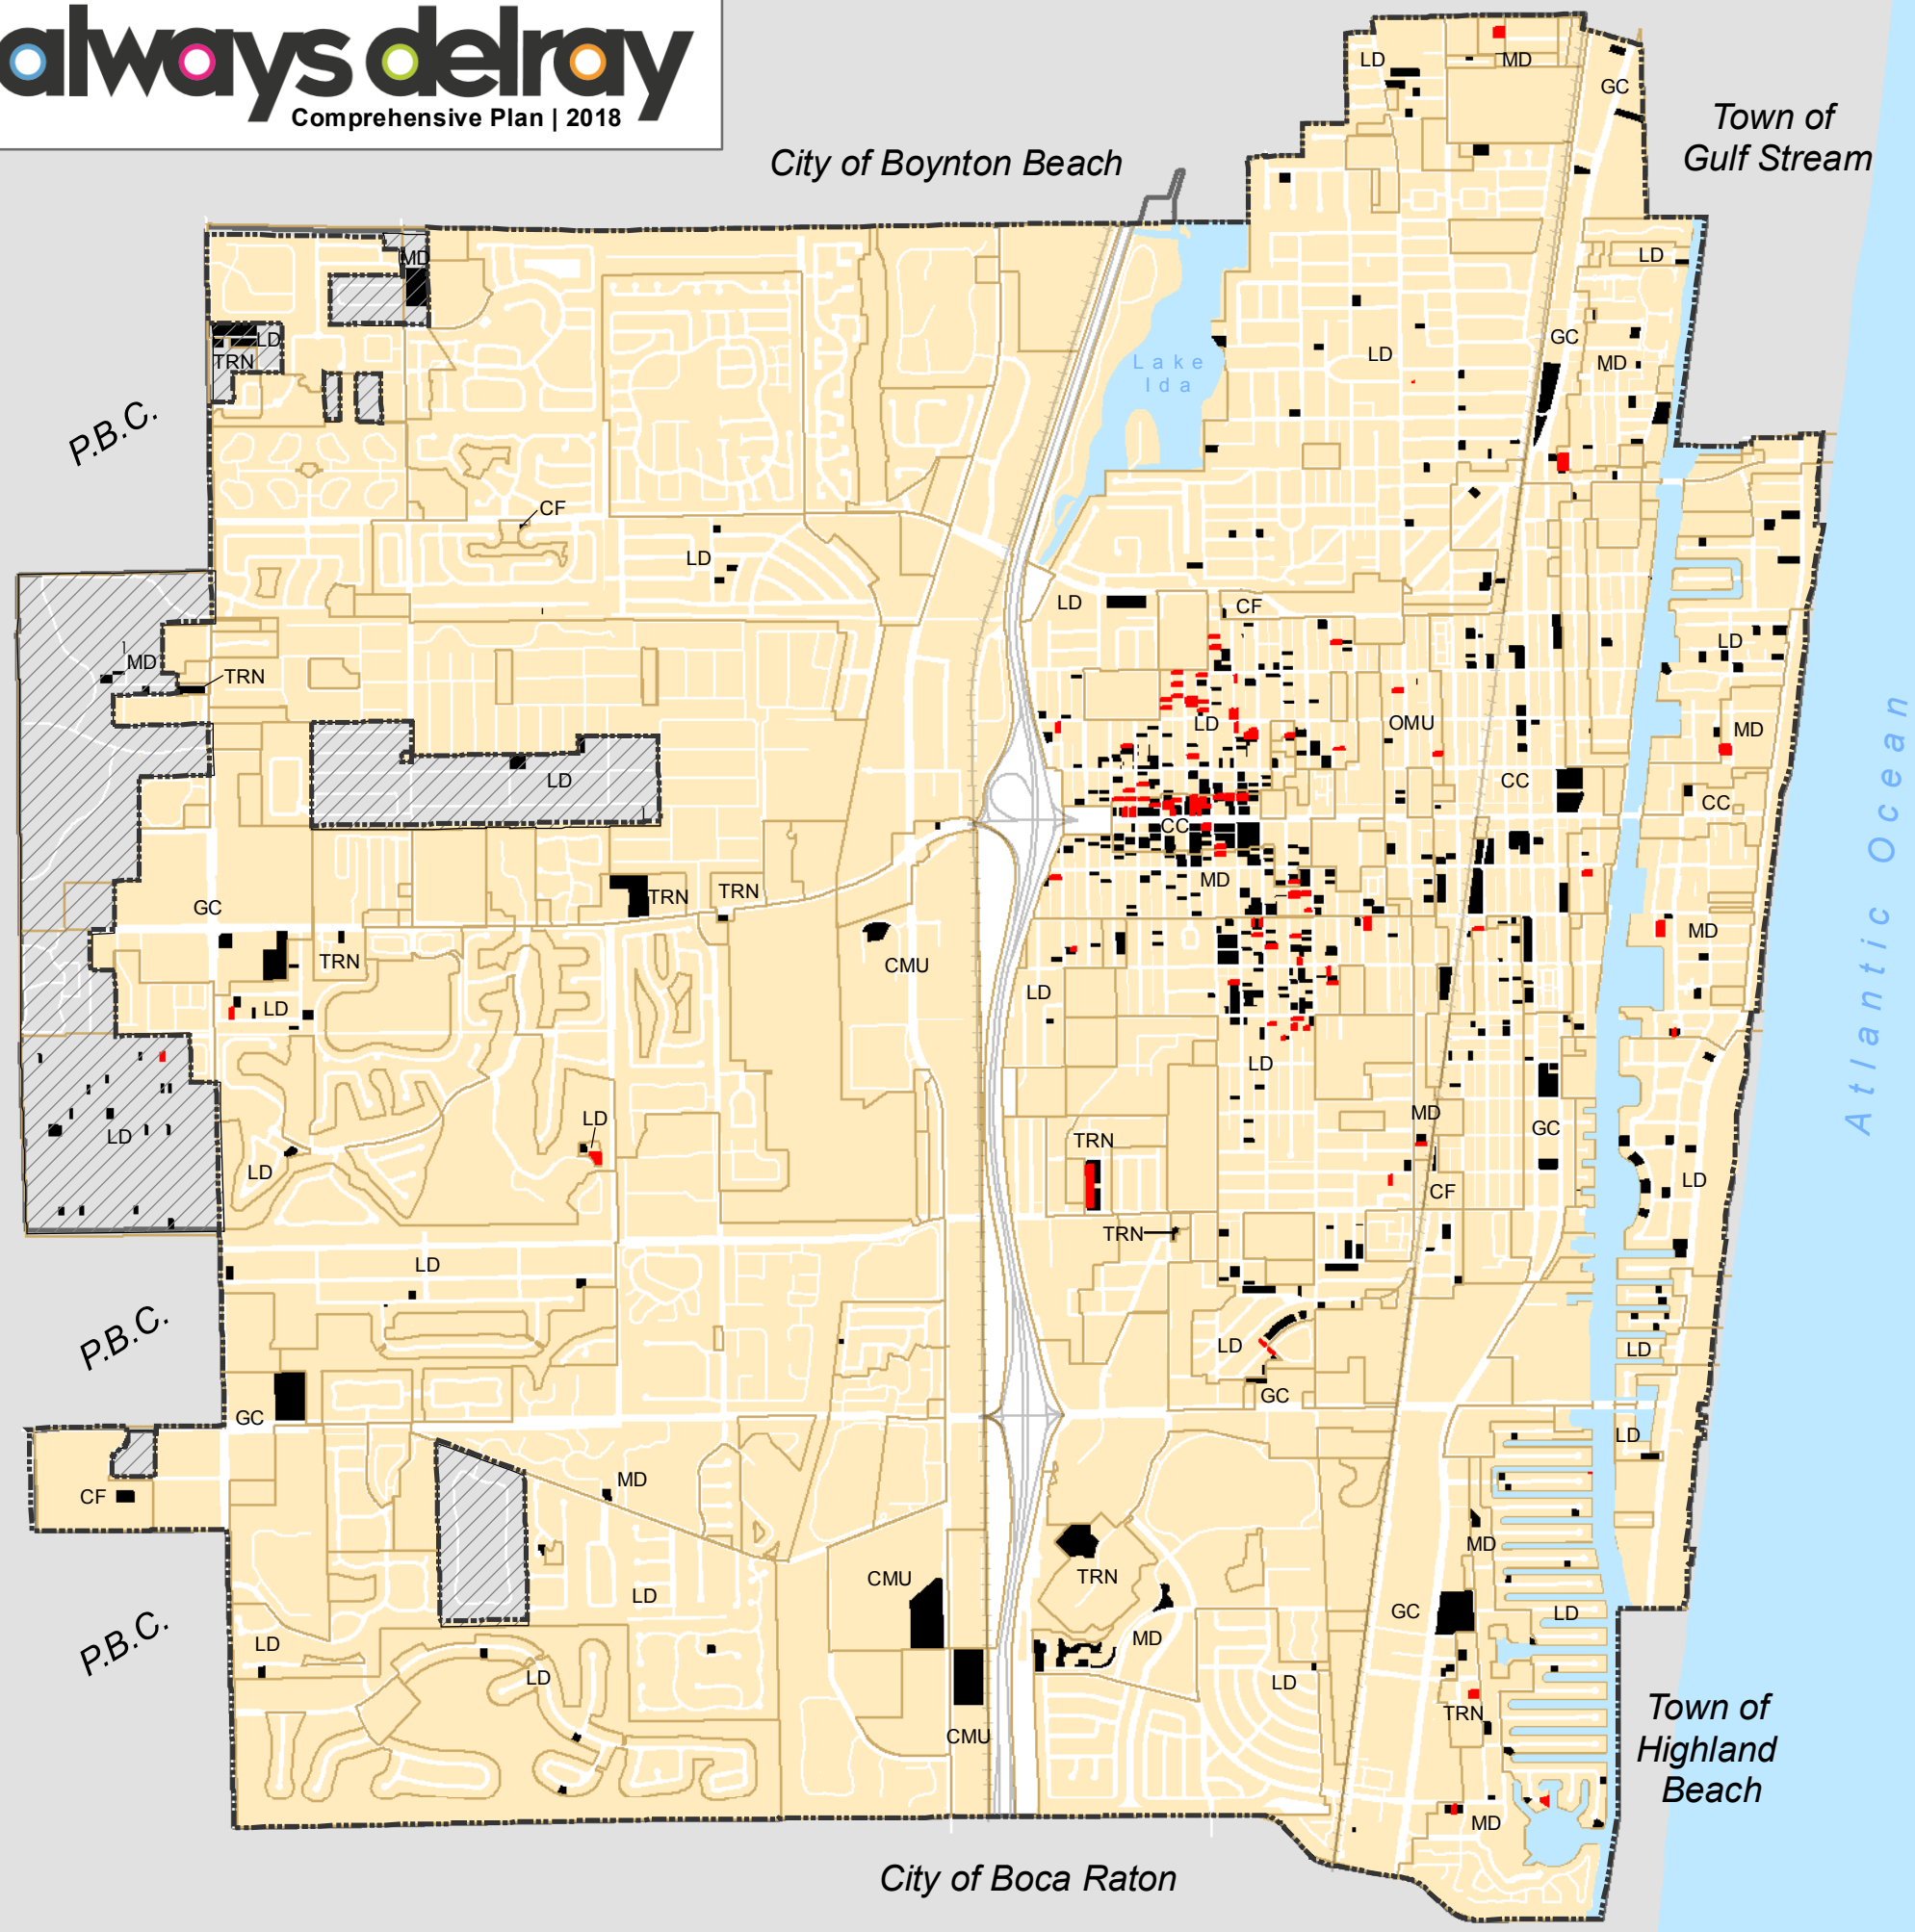 always delray
Comprehensive Plan | 2018
City of Boynton Beach
Town of
Gulf Stream
LD
MD
GC
LD
MD
LD
TRN
Lake
Ida
LD
GC
MD
P.B.C.
CF
LD
LD
CF
MD
TRN
LD
LD
OMU
MD
LD
CC
CC
CC
Atlantic Ocean
MD
GC
TRN
TRN
CMU
TRN
MD
LD
LD
LD
LD
LD
MD
GC
TRN
LD
LD
CF
TRN
LD
P.B.C.
LD
LD
GC
GC
LD
CF
MD
MD
CMU
TRN
LD
GC
LD
P.B.C.
MD
LD
LD
LD
TRN
CMU
Town of
Highland
Beach
MD
City of Boca Raton